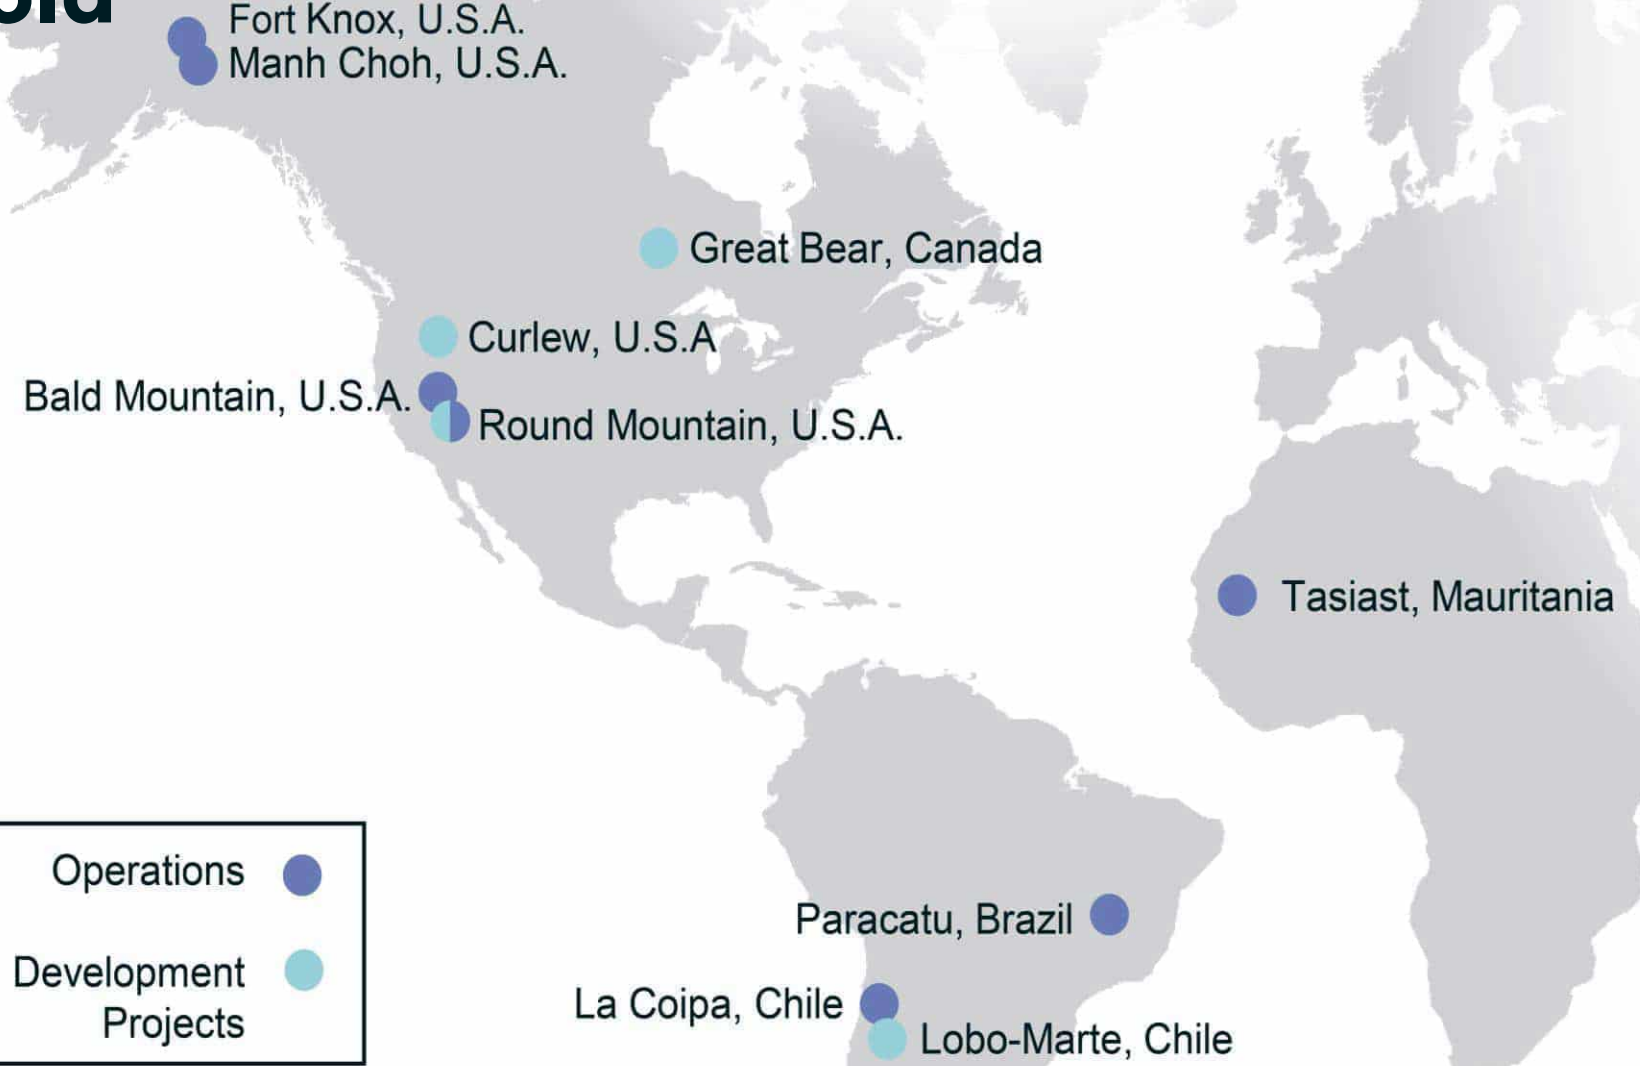 Fort Knox, U.S.A.
Manh Choh, U.S.A.
Great Bear, Canada
Curlew, U.S.A
Bald Mountain, U.S.A.
Round Mountain, U.S.A.
Tasiast, Mauritania
Operations
Paracatu, Brazil
Development
Projects
La Coipa, Chile
Lobo-Marte, Chile